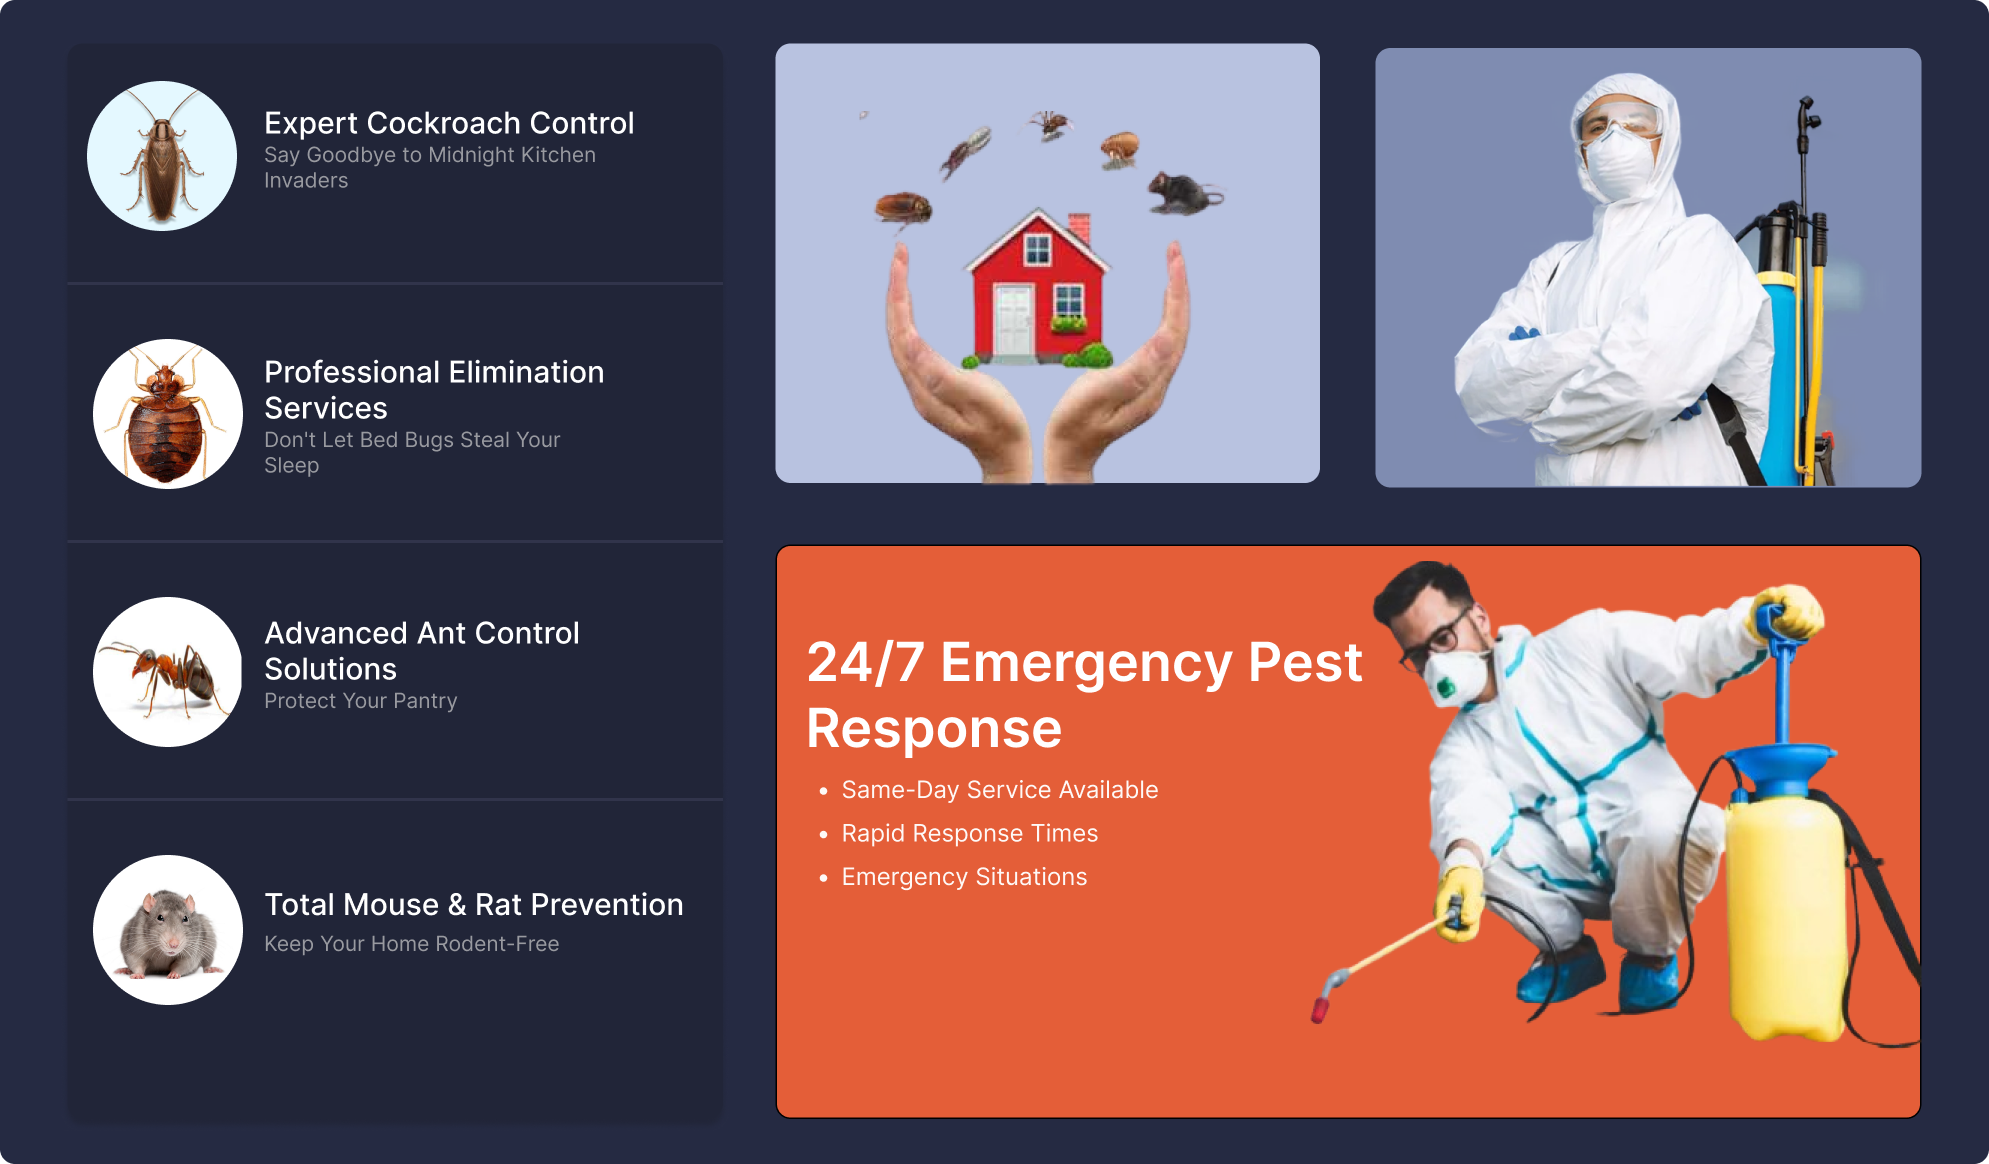 Expert Cockroach Control
Say Goodbye to Midnight Kitchen
Invaders
Professional Elimination
Services
Don't Let Bed Bugs Steal Your
Sleep
Advanced Ant Control
Solutions
Protect Your Pantry
Total Mouse & Rat Prevention
Keep Your Home Rodent-Free
24/7 Emergency Pest
Response
• Same-Day Service Available
• Rapid Response Times
• Emergency Situations